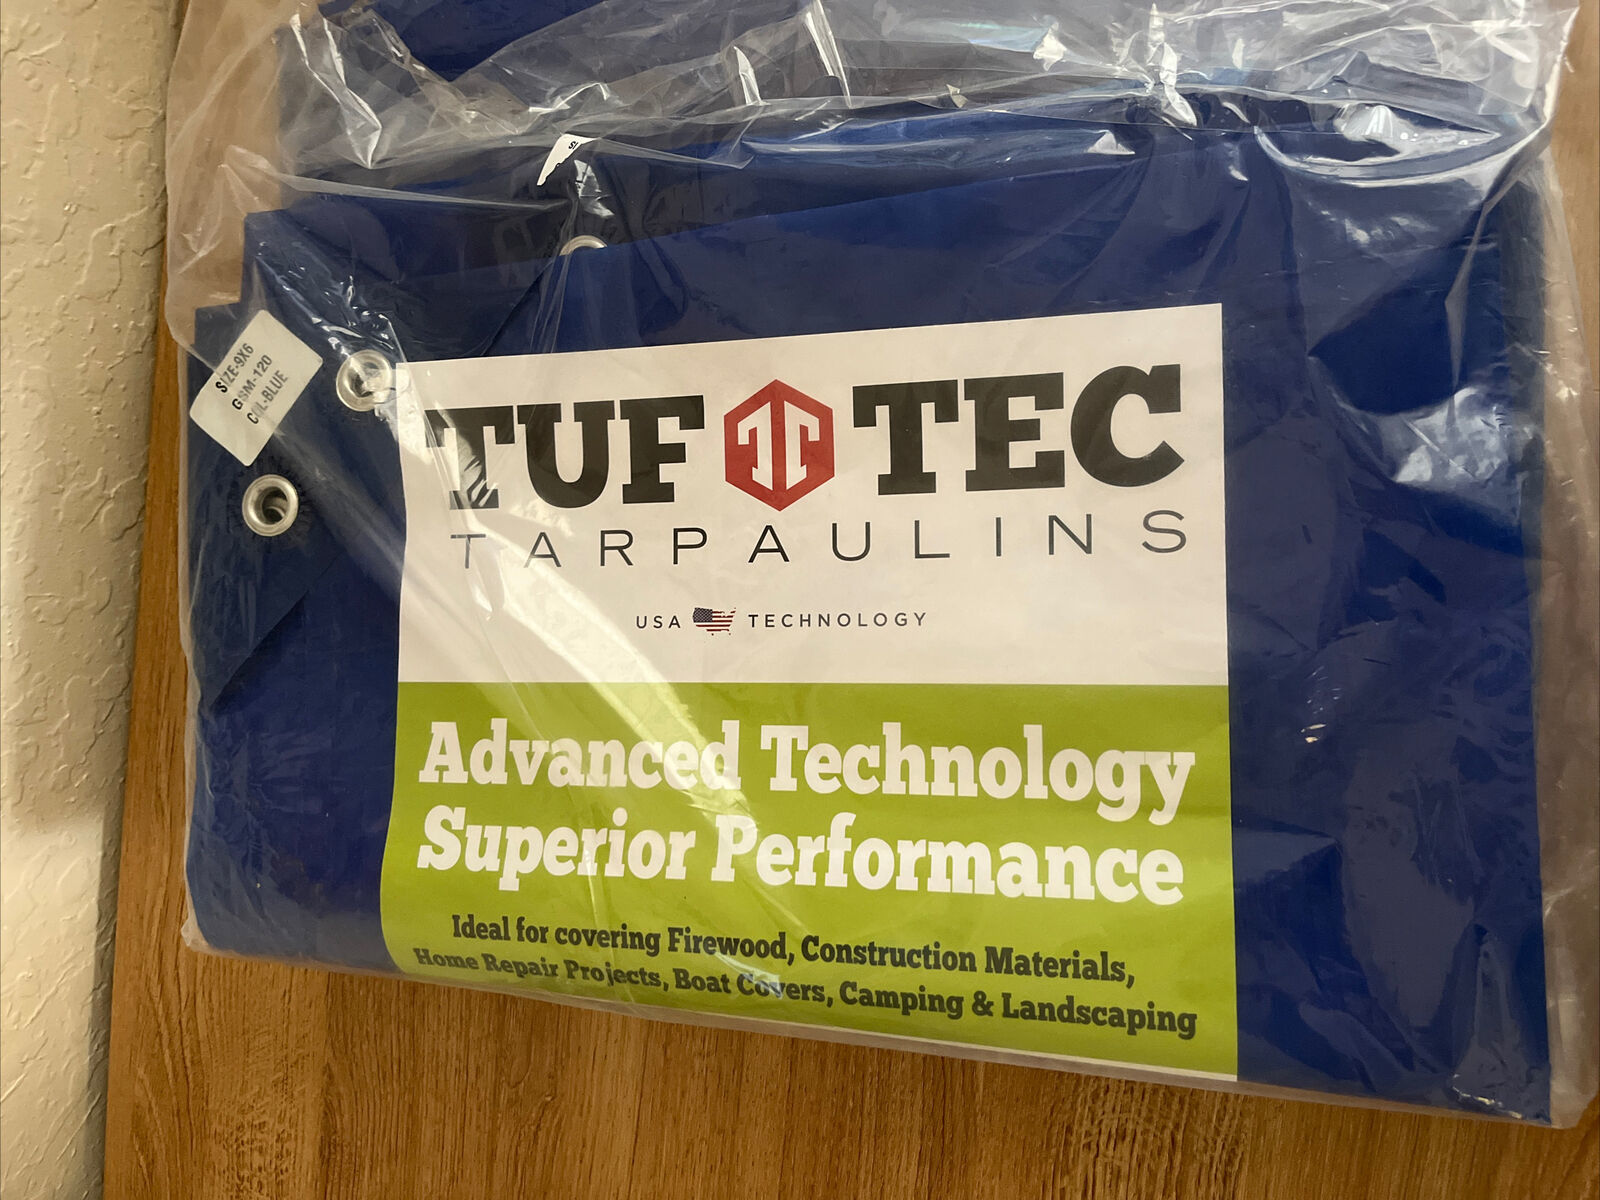 SIZE-9X6
GSM-120
COL-BLUE
TUF TEC
TARPAULINS
USA TECHNOLOGY
Advanced Technology
Superior Performance
Ideal for covering Firewood, Construction Materials,
Home Repair Projects, Boat Covers, Camping & Landscaping